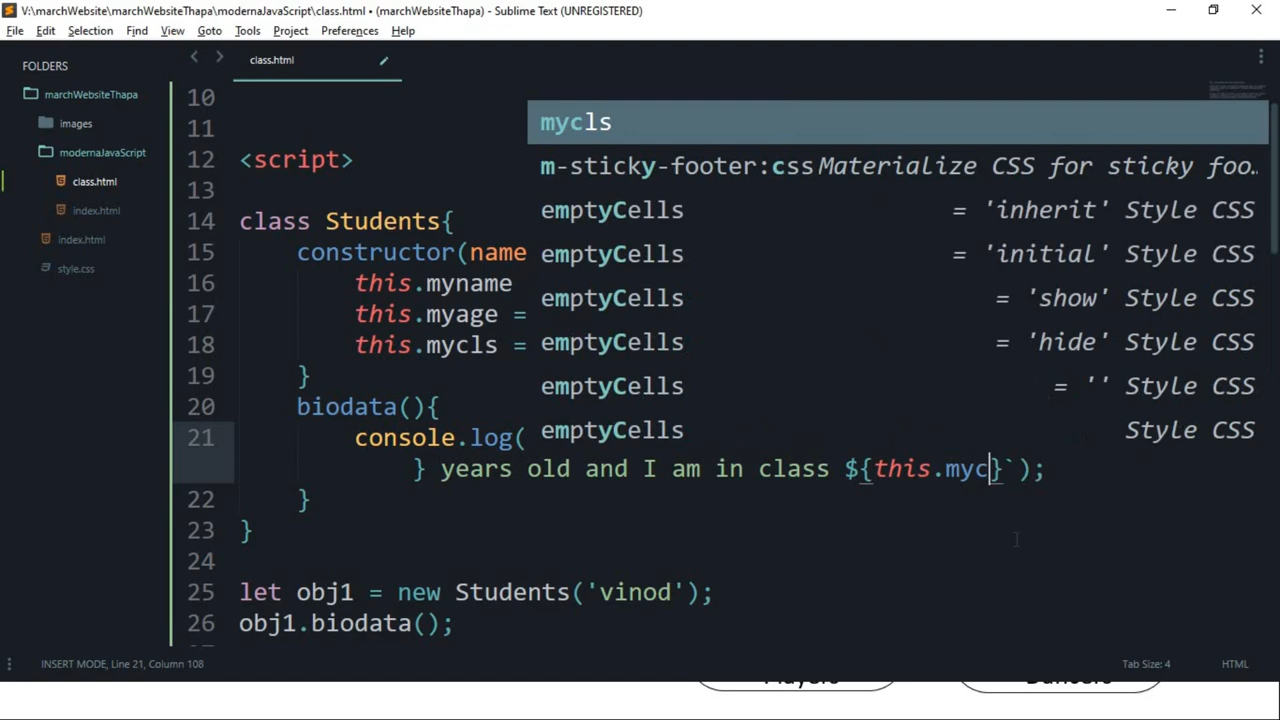 V:\marchWebsite\marchWebsiteThapa\modernaJavaScript\class.html • (marchWebsiteThapa) - Sublime Text (UNREGISTERED)
File Edit Selection Find View Goto Tools Project Preferences Help
FOLDERS
marchWebsiteThapa
images
modernaJavaScript
class.html
index.html
index.html
style.css
class.html
10
11
12 <script>
13
14 class Students{
15 constructor(name
16 this.myname
17 this.myage =
18 this.mycls =
19 }
20 biodata(){
21 console.log(
} years old and I am in class ${this.myc}`);
22 }
23 }
24
25 let obj1 = new Students('vinod');
26 obj1.biodata();
mycls
m-sticky-footer:css Materialize CSS for sticky foo…
emptyCells = 'inherit' Style CSS
emptyCells = 'initial' Style CSS
emptyCells = 'show' Style CSS
emptyCells = 'hide' Style CSS
emptyCells = '' Style CSS
emptyCells Style CSS
INSERT MODE, Line 21, Column 108
Tab Size: 4 HTML